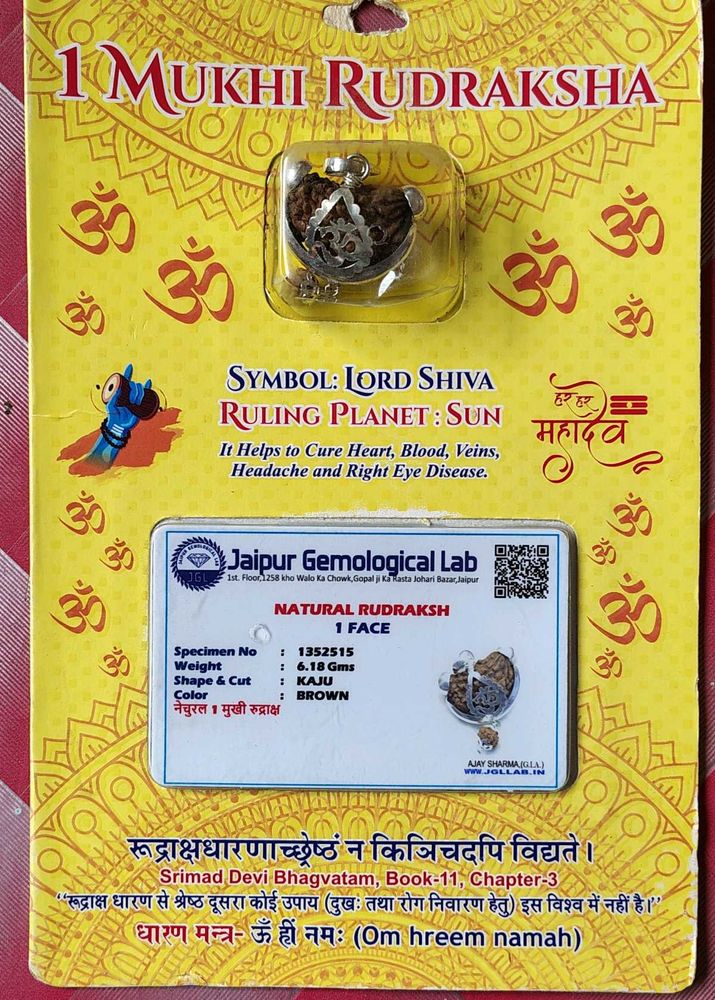 1 MUKHI RUDRAKSHA
SYMBOL: LORD SHIVA
RULING PLANET : SUN
It Helps to Cure Heart, Blood, Veins,
Headache and Right Eye Disease.
हर हर
महादेव
JGL
Jaipur Gemological Lab
1st. Floor,1258 kho Walo Ka Chowk,Gopal ji Ka Rasta Johari Bazar,Jaipur
NATURAL RUDRAKSH
1 FACE
Specimen No : 1352515
Weight : 6.18 Gms
Shape & Cut : KAJU
Color : BROWN
नेचुरल 1 मुखी रुद्राक्ष
AJAY SHARMA,(G.I.A.)
WWW.JGLLAB.IN
रूद्राक्षधारणाच्छ्रेष्ठं न किञिचदपि विद्यते।
Srimad Devi Bhagvatam, Book-11, Chapter-3
“रूद्राक्ष धारण से श्रेष्ठ दूसरा कोई उपाय (दुखः तथा रोग निवारण हेतु) इस विश्व में नहीं है।”
धारण मन्त्र- ॐ ह्रीं नमः (Om hreem namah)